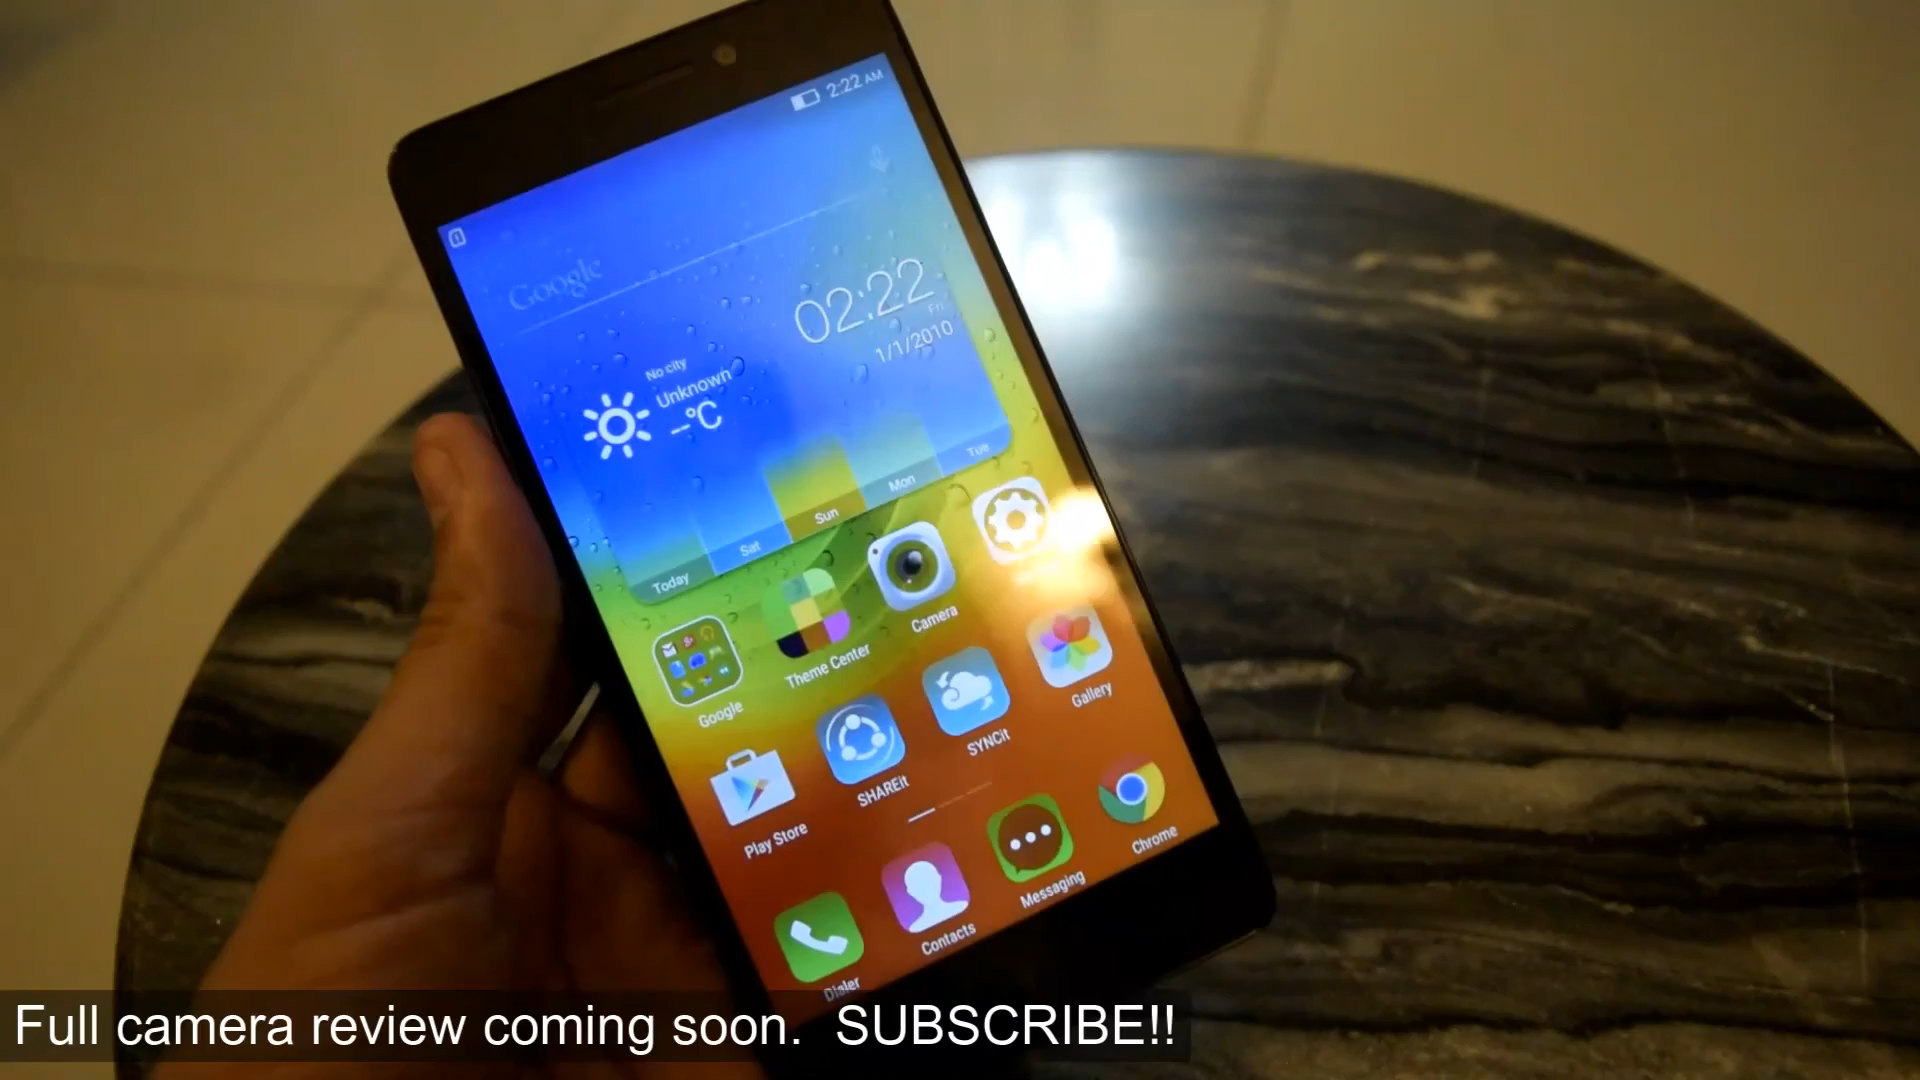 2:22 AM
Google
02:22
Fri
1/1/2010
No city
Unknown
--°C
Today
Sat
Sun
Mon
Tue
Google
Theme Center
Camera
Play Store
SHAREit
SYNCit
Gallery
Dialer
Contacts
Messaging
Chrome
Full camera review coming soon.  SUBSCRIBE!!